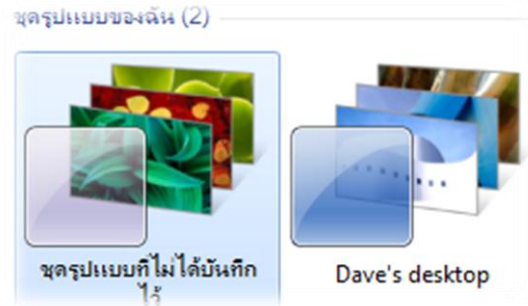 ชุดรูปแบบของฉัน (2)
ชุดรูปแบบที่ไม่ได้บันทึก
ไว้
Dave's desktop